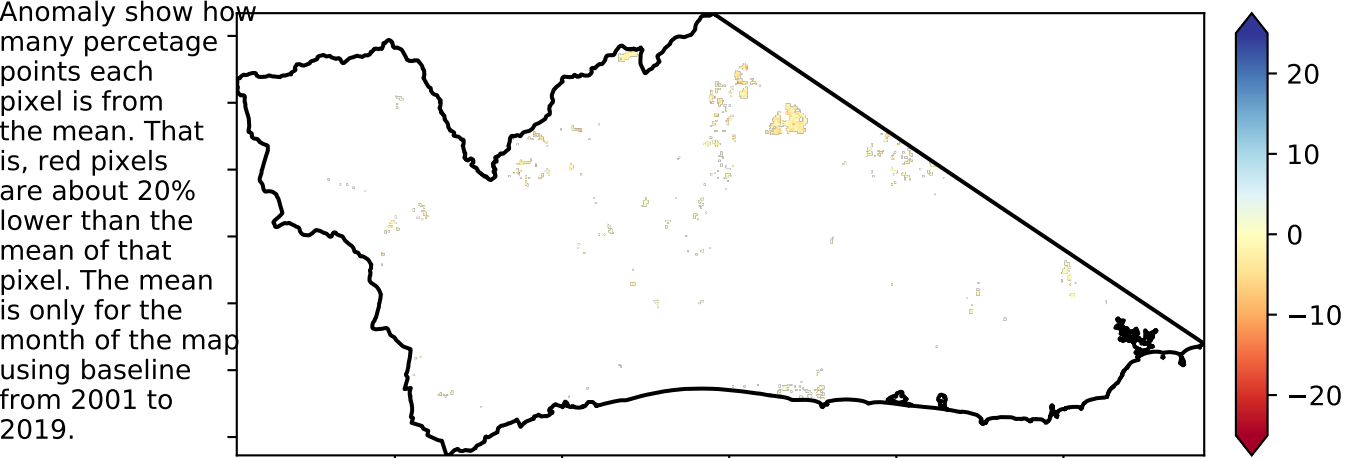 Anomaly show how
many percetage
points each
pixel is from
the mean. That
is, red pixels
are about 20%
lower than the
mean of that
pixel. The mean
is only for the
month of the map
using baseline
from 2001 to
2019.
20
10
0
−10
−20